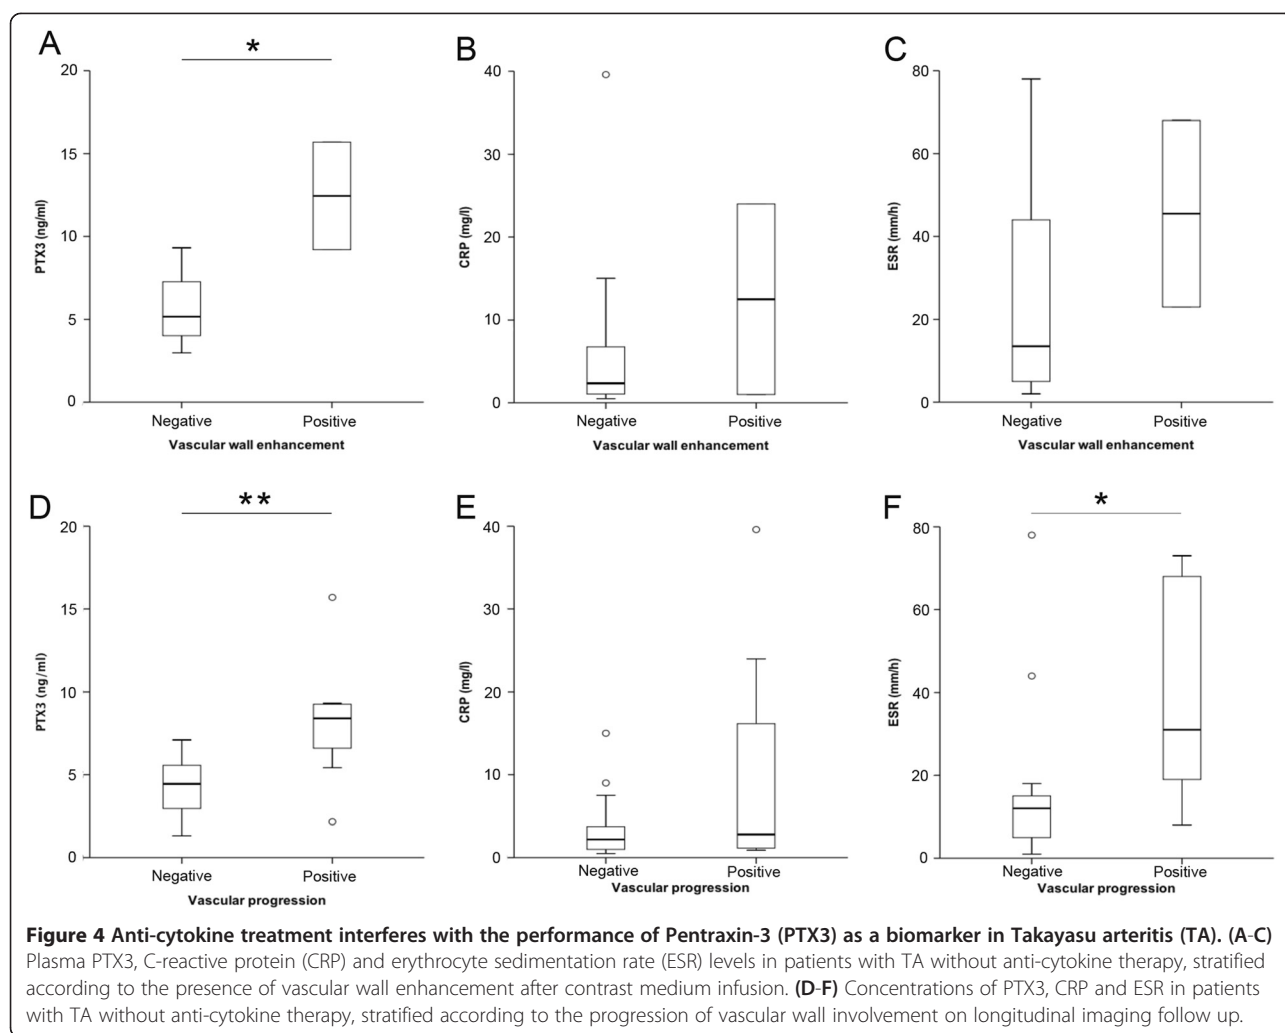 A
*
20
15
10
5
0
PTX3 (ng/ml)
Negative
Positive
Vascular wall enhancement
B
40
30
20
10
0
CRP (mg/l)
Negative
Positive
Vascular wall enhancement
C
80
60
40
20
0
ESR (mm/h)
Negative
Positive
Vascular wall enhancement
D
**
20
15
10
5
0
PTX3 (ng/ml)
Negative
Positive
Vascular progression
E
40
30
20
10
0
CRP (mg/l)
Negative
Positive
Vascular progression
F
*
80
60
40
20
0
ESR (mm/h)
Negative
Positive
Vascular progression
Figure 4 Anti-cytokine treatment interferes with the performance of Pentraxin-3 (PTX3) as a biomarker in Takayasu arteritis (TA). (A-C)
Plasma PTX3, C-reactive protein (CRP) and erythrocyte sedimentation rate (ESR) levels in patients with TA without anti-cytokine therapy, stratified
according to the presence of vascular wall enhancement after contrast medium infusion. (D-F) Concentrations of PTX3, CRP and ESR in patients
with TA without anti-cytokine therapy, stratified according to the progression of vascular wall involvement on longitudinal imaging follow up.